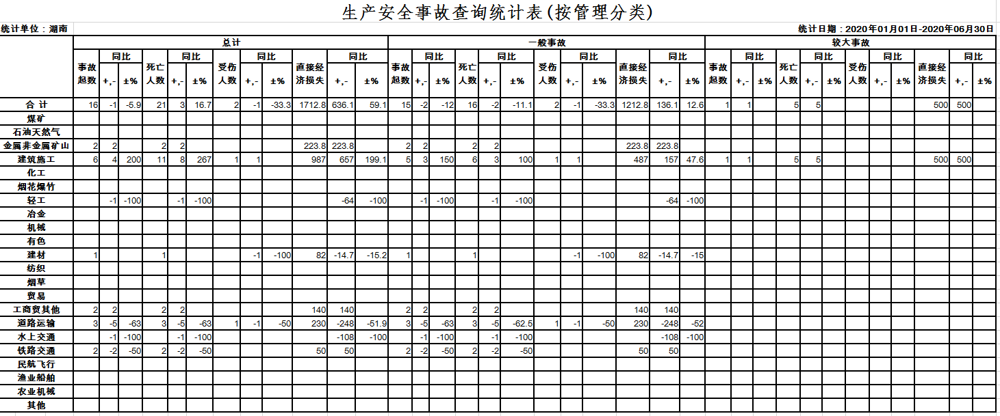 生产安全事故查询统计表(按管理分类)
统计单位：湖南 统计日期：2020年01月01日-2020年06月30日
总计 一般事故 较大事故
事故起数 同比 死亡人数 同比 受伤人数 同比 直接经济损失 同比 事故起数 同比 死亡人数 同比 受伤人数 同比 直接经济损失 同比 事故起数 同比 死亡人数 同比 受伤人数 同比 直接经济损失 同比
+,- ±% +,- ±% +,- ±% +,- ±% +,- ±% +,- ±% +,- ±% +,- ±% +,- ±% +,- ±% +,- ±% +,- ±%
合 计 16 -1 -5.9 21 3 16.7 2 -1 -33.3 1712.8 636.1 59.1 15 -2 -12 16 -2 -11.1 2 -1 -33.3 1212.8 136.1 12.6 1 1 5 5 500 500
煤矿
石油天然气
金属非金属矿山 2 2 2 2 223.8 223.8 2 2 2 2 223.8 223.8
建筑施工 6 4 200 11 8 267 1 1 987 657 199.1 5 3 150 6 3 100 1 1 487 157 47.6 1 1 5 5 500 500
化工
烟花爆竹
轻工 -1 -100 -1 -100 -64 -100 -1 -100 -1 -100 -64 -100
冶金
机械
有色
建材 1 1 -1 -100 82 -14.7 -15.2 1 1 -1 -100 82 -14.7 -15
纺织
烟草
贸易
工商贸其他 2 2 2 2 140 140 2 2 2 2 140 140
道路运输 3 -5 -63 3 -5 -63 1 -1 -50 230 -248 -51.9 3 -5 -63 3 -5 -62.5 1 -1 -50 230 -248 -52
水上交通 -1 -100 -1 -100 -108 -100 -1 -100 -1 -100 -108 -100
铁路交通 2 -2 -50 2 -2 -50 50 50 2 -2 -50 2 -2 -50 50 50
民航飞行
渔业船舶
农业机械
其他